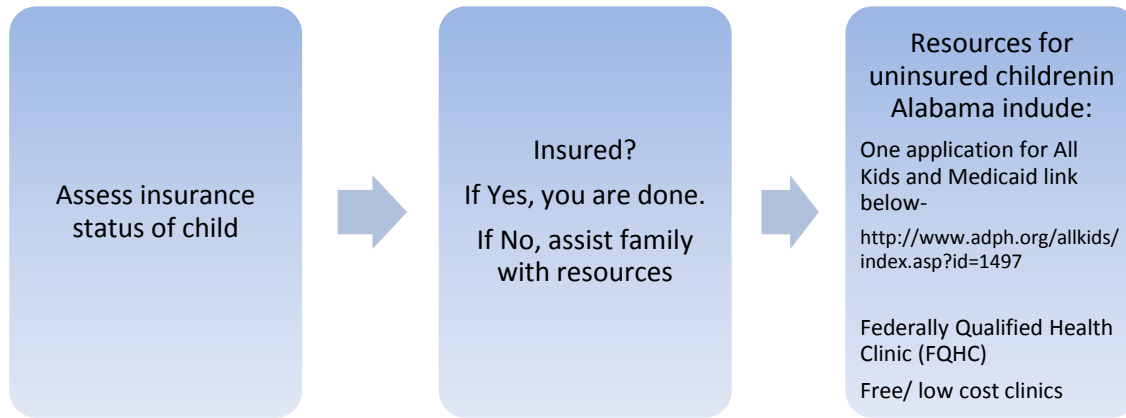 Assess insurance
status of child
Insured?
If Yes, you are done.
If No, assist family
with resources
Resources for
uninsured childrenin
Alabama indude:
One application for All
Kids and Medicaid link
below-
http://www.adph.org/allkids/
index.asp?id=1497
Federally Qualified Health
Clinic (FQHC)
Free/ low cost clinics